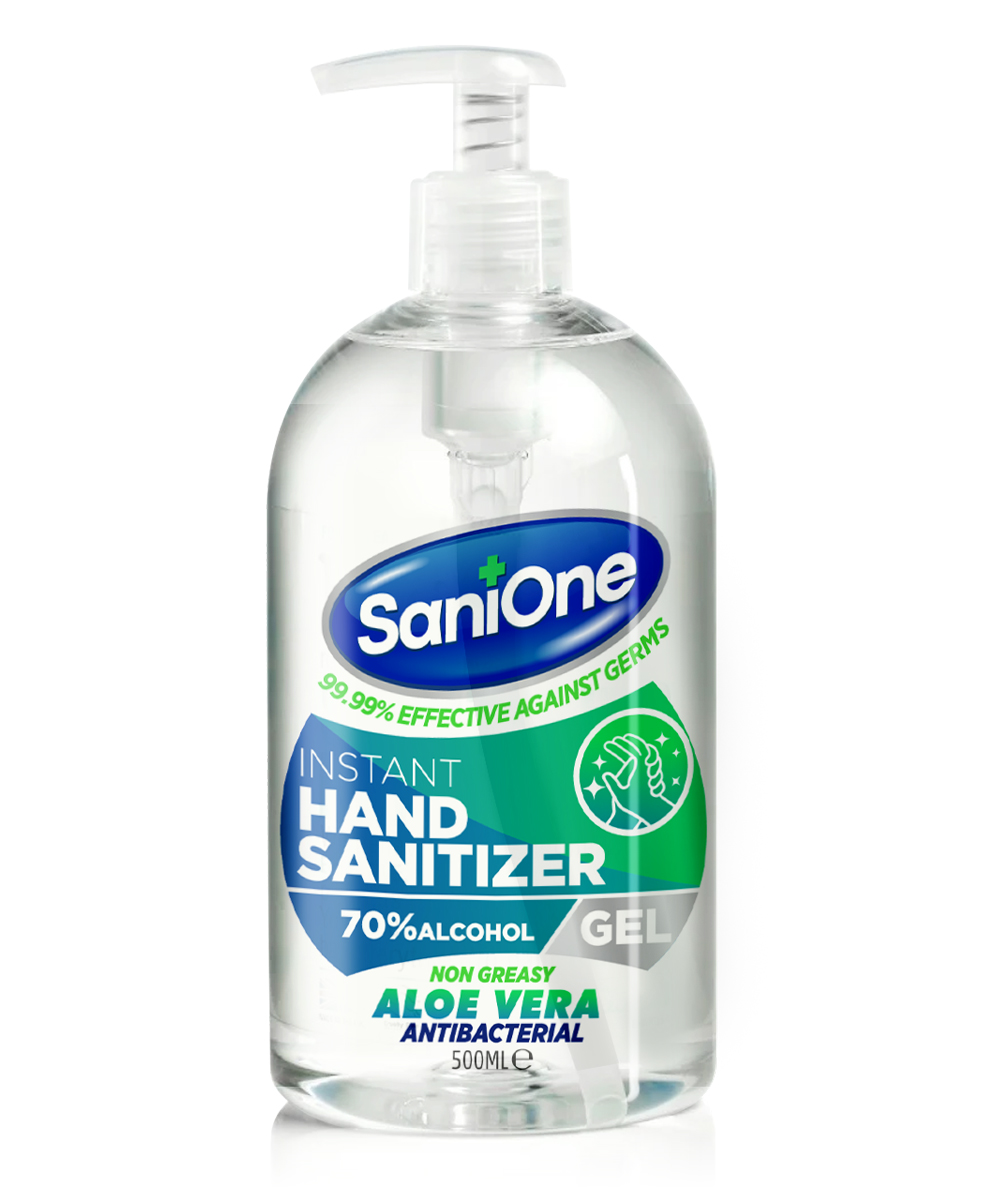 SaniOne
99.99% EFFECTIVE AGAINST GERMS
INSTANT
HAND
SANITIZER
70% ALCOHOL
GEL
NON GREASY
ALOE VERA
ANTIBACTERIAL
500ML ℮